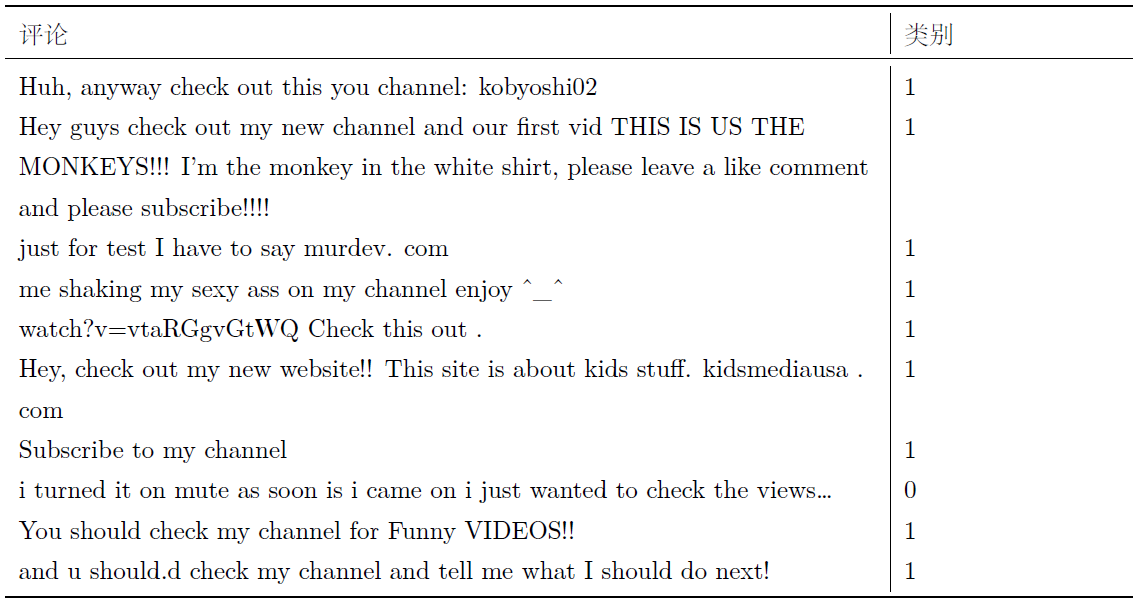 评论 类别
Huh, anyway check out this you channel: kobyoshi02 1
Hey guys check out my new channel and our first vid THIS IS US THE 1
MONKEYS!!! I'm the monkey in the white shirt, please leave a like comment
and please subscribe!!!!
just for test I have to say murdev. com 1
me shaking my sexy ass on my channel enjoy ^_^ 1
watch?v=vtaRGgvGtWQ Check this out . 1
Hey, check out my new website!! This site is about kids stuff. kidsmediausa . 1
com
Subscribe to my channel 1
i turned it on mute as soon is i came on i just wanted to check the views… 0
You should check my channel for Funny VIDEOS!! 1
and u should.d check my channel and tell me what I should do next! 1